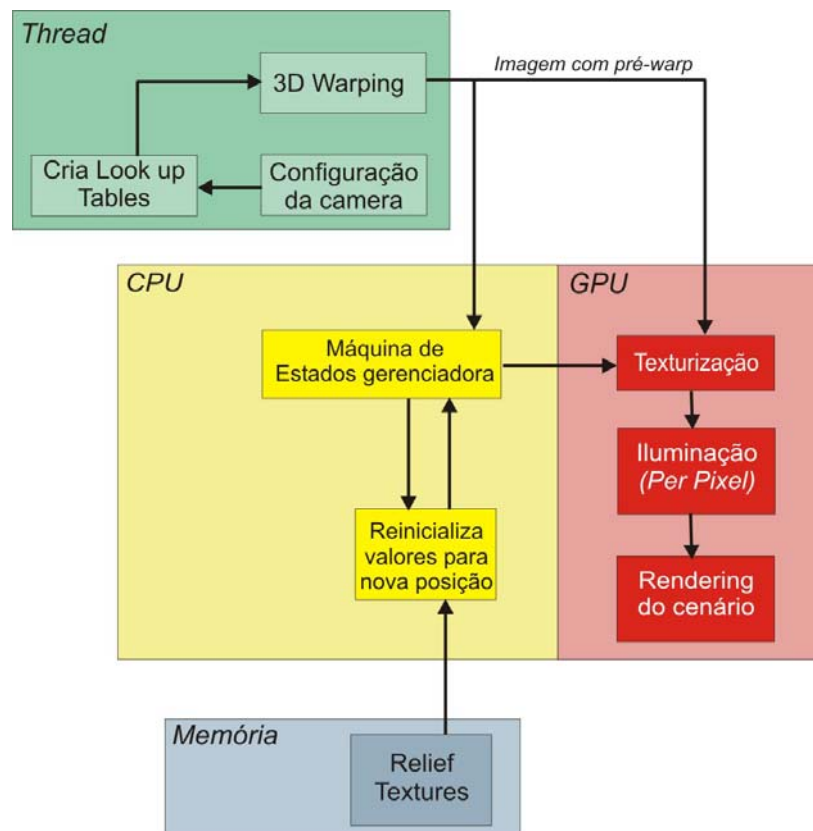 Thread
3D Warping
Imagem com pré-warp
Cria Look up
Tables
Configuração
da camera
CPU
GPU
Máquina de
Estados gerenciadora
Texturização
Iluminação
(Per Pixel)
Reinicializa
valores para
nova posição
Rendering
do cenário
Memória
Relief
Textures